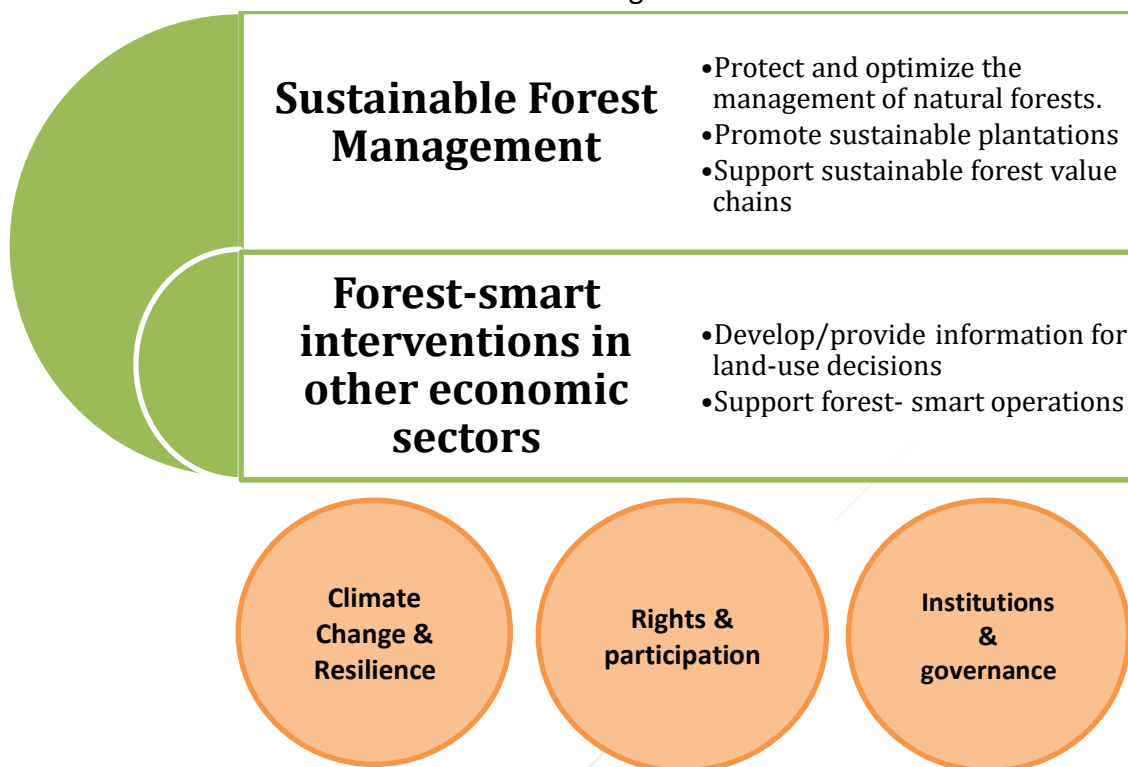 Sustainable Forest
Management
•Protect and optimize the
management of natural forests.
•Promote sustainable plantations
•Support sustainable forest value
chains
Forest-smart
interventions in
other economic
sectors
•Develop/provide information for
land-use decisions
•Support forest- smart operations
Climate
Change &
Resilience
Rights &
participation
Institutions
&
governance